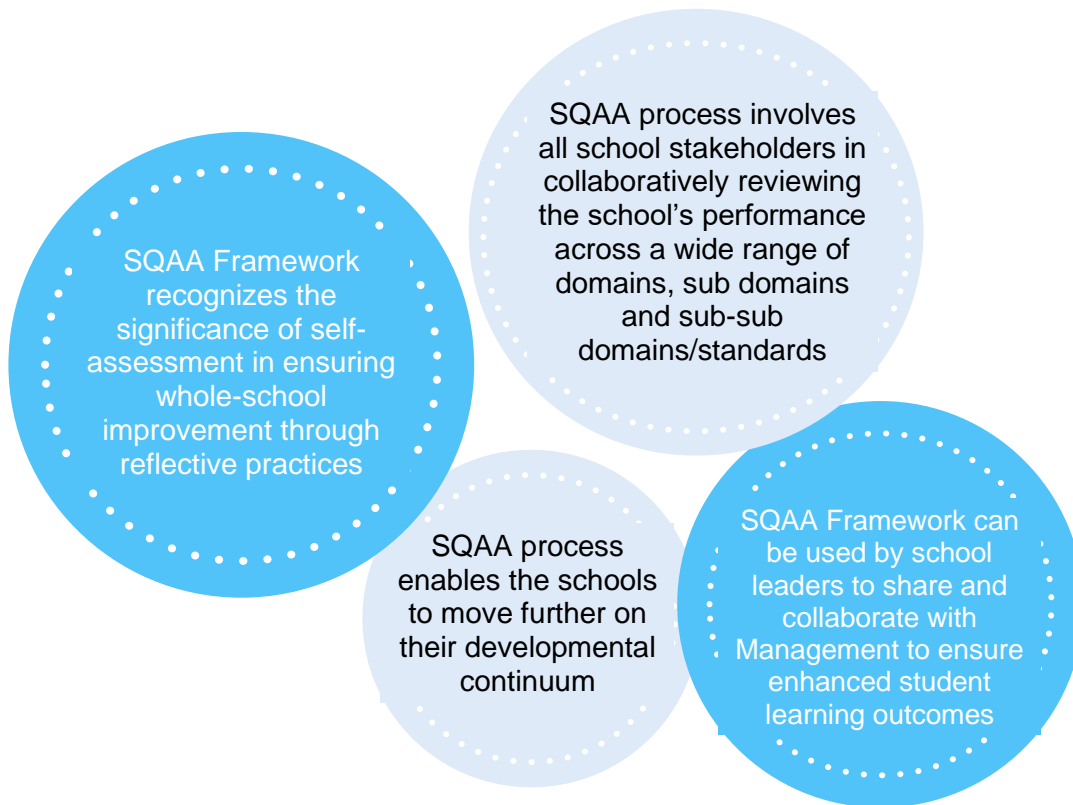 SQAA Framework
recognizes the
significance of self-
assessment in ensuring
whole-school
improvement through
reflective practices
SQAA process involves
all school stakeholders in
collaboratively reviewing
the school's performance
across a wide range of
domains, sub domains
and sub-sub
domains/standards
SQAA process
enables the schools
to move further on
their developmental
continuum
SQAA Framework can
be used by school
leaders to share and
collaborate with
Management to ensure
enhanced student
learning outcomes